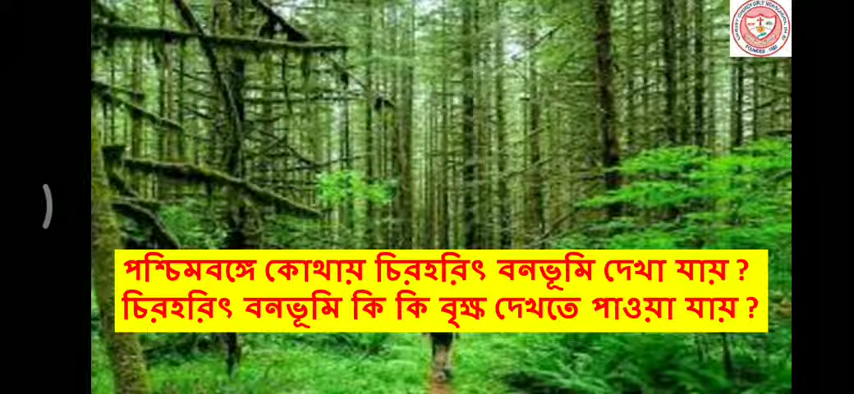 পশ্চিমবঙ্গে কোথায় চিরহরিৎ বনভূমি দেখা যায় ?
চিরহরিৎ বনভূমি কি কি বৃক্ষ দেখতে পাওয়া যায় ?